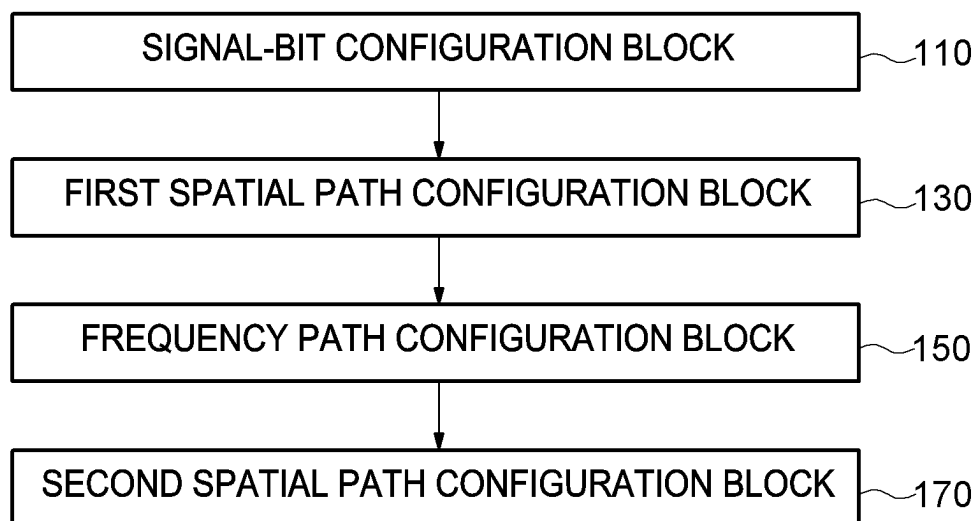 SIGNAL-BIT CONFIGURATION BLOCK 110
FIRST SPATIAL PATH CONFIGURATION BLOCK 130
FREQUENCY PATH CONFIGURATION BLOCK 150
SECOND SPATIAL PATH CONFIGURATION BLOCK 170